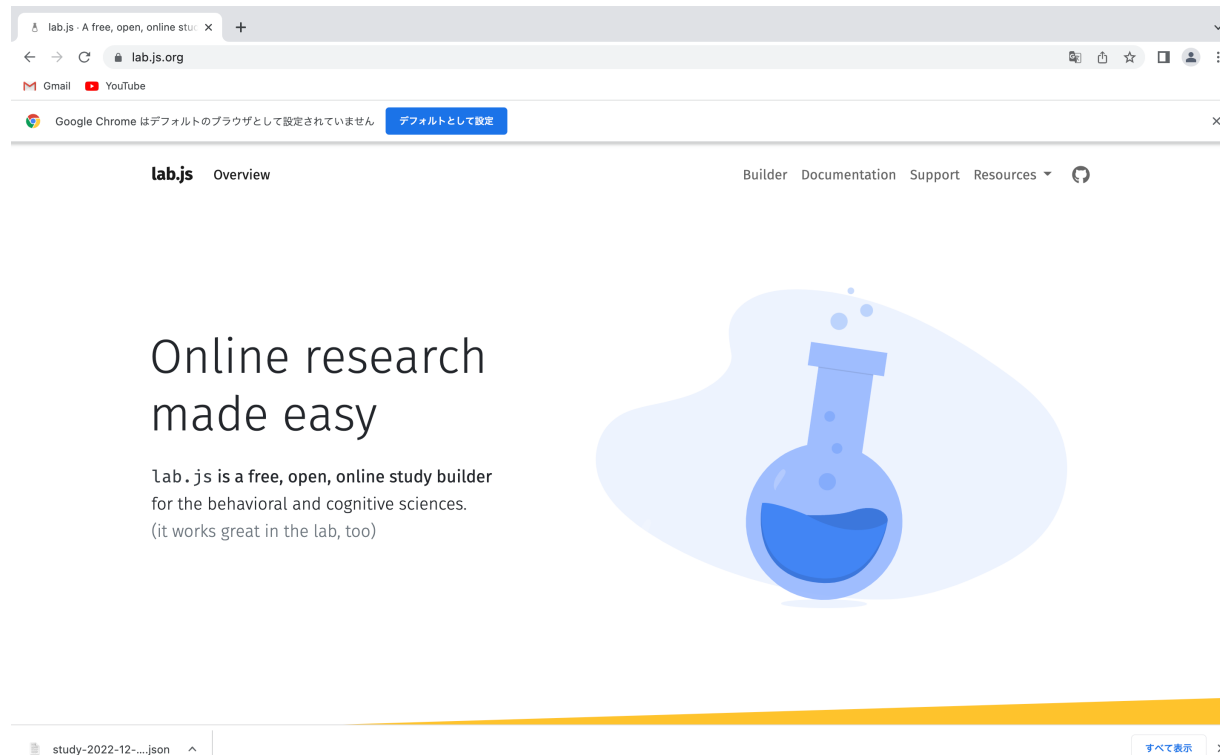 lab.js · A free, open, online stud
lab.js.org
Gmail YouTube
Google Chrome はデフォルトのブラウザとして設定されていません デフォルトとして設定
lab.js Overview Builder Documentation Support Resources
Online research
made easy
lab.js is a free, open, online study builder
for the behavioral and cognitive sciences.
(it works great in the lab, too)
study-2022-12-....json すべて表示